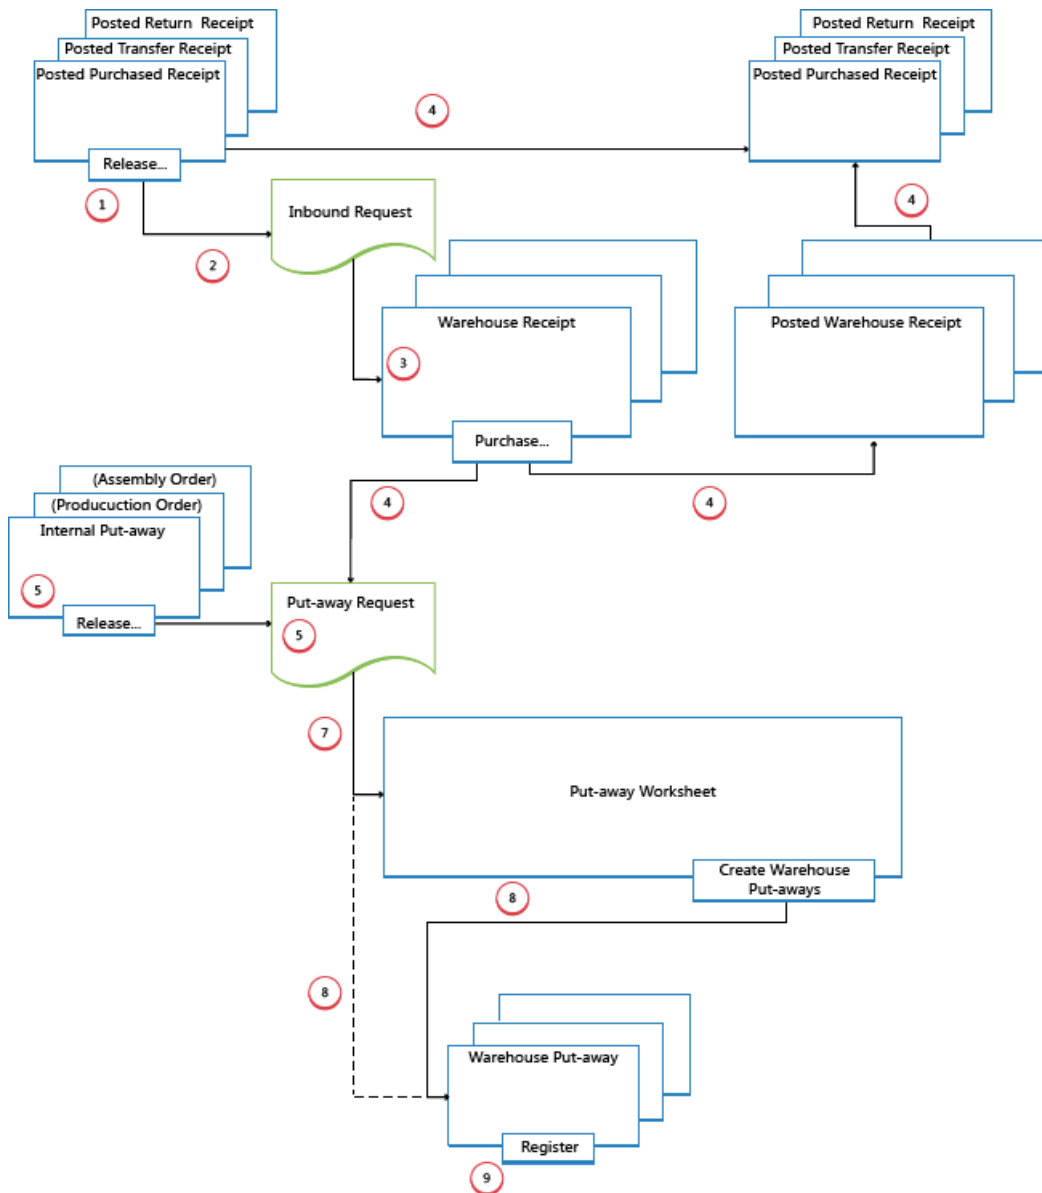 Posted Return  Receipt
Posted Transfer Receipt
Posted Purchased Receipt
Release...
Posted Return  Receipt
Posted Transfer Receipt
Posted Purchased Receipt
4
1
Inbound Request
4
2
Warehouse Receipt
3
Purchase...
Posted Warehouse Receipt
4
4
(Assembly Order)
(Producuction Order)
Internal Put-away
5
Release...
Put-away Request
5
7
Put-away Worksheet
Create Warehouse
Put-aways
8
8
Warehouse Put-away
Register
9